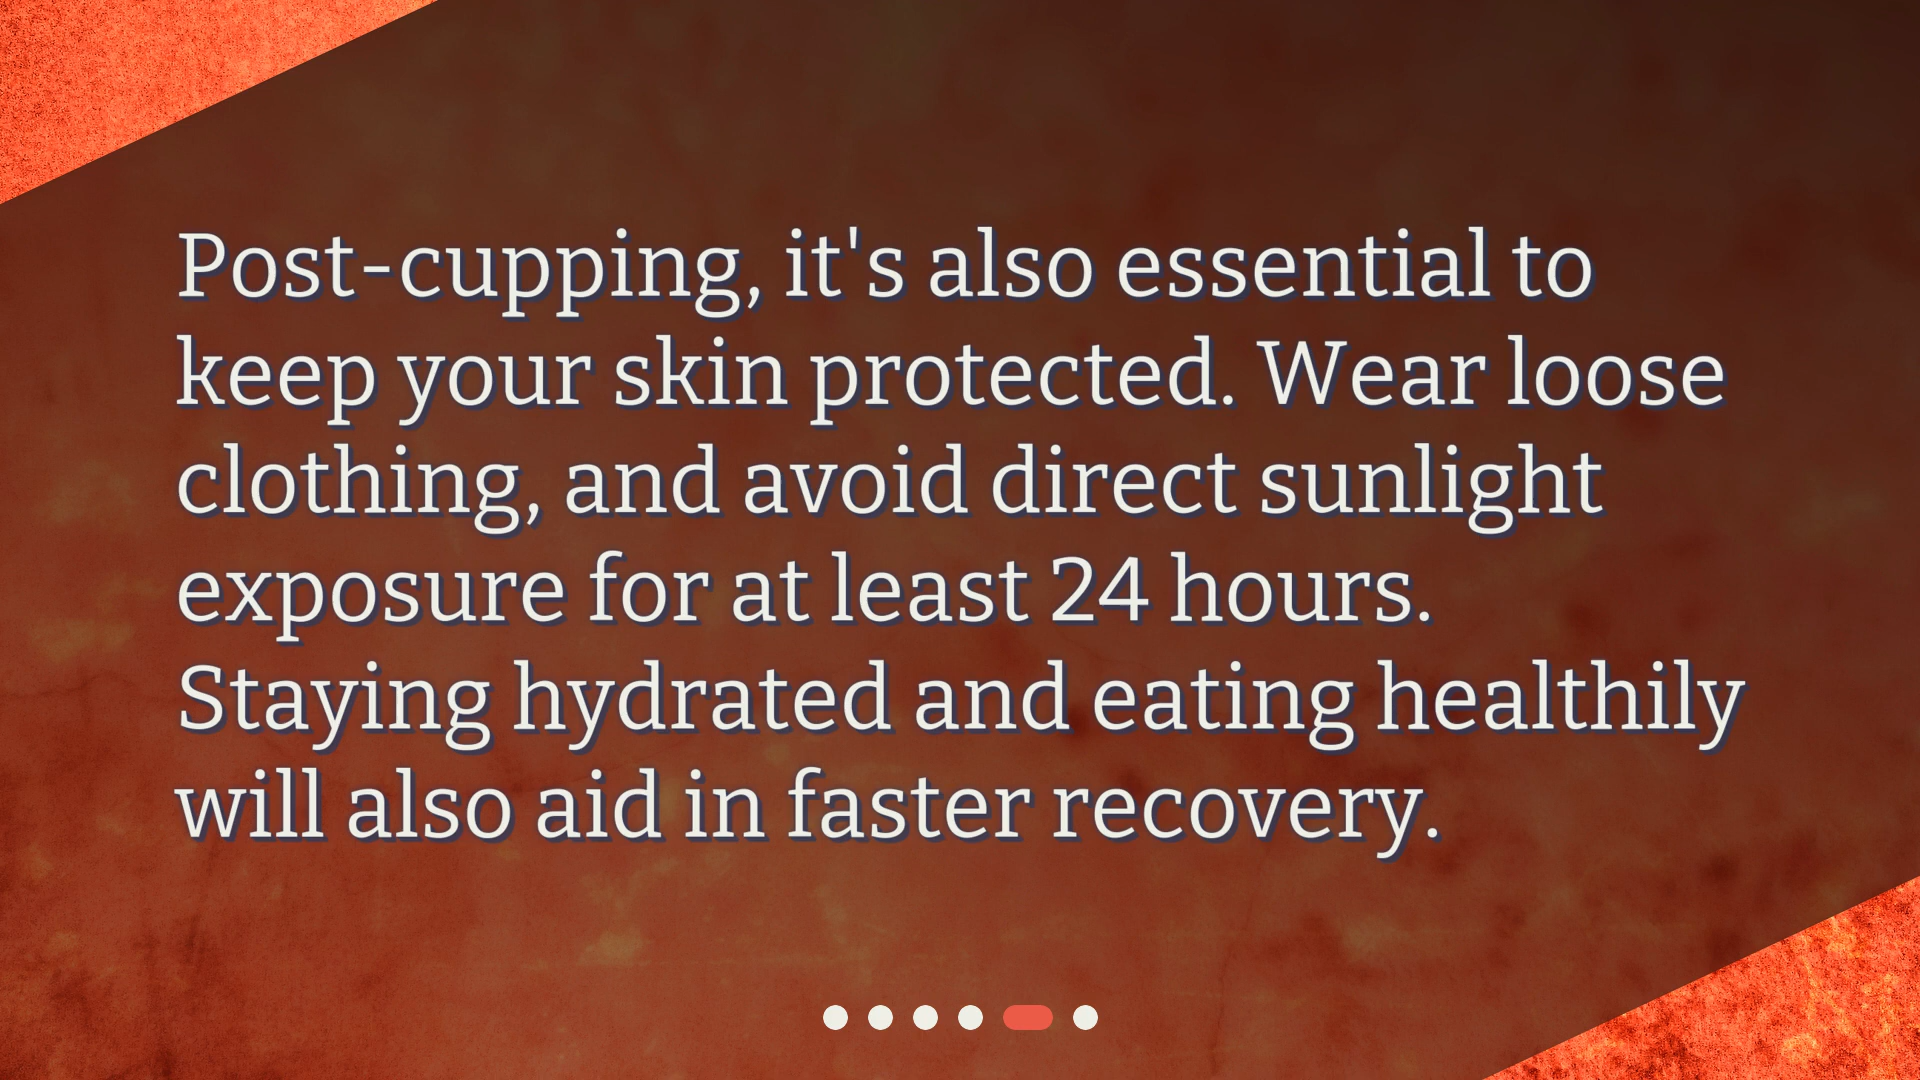 Post-cupping, it's also essential to
keep your skin protected. Wear loose
clothing, and avoid direct sunlight
exposure for at least 24 hours.
Staying hydrated and eating healthily
will also aid in faster recovery.